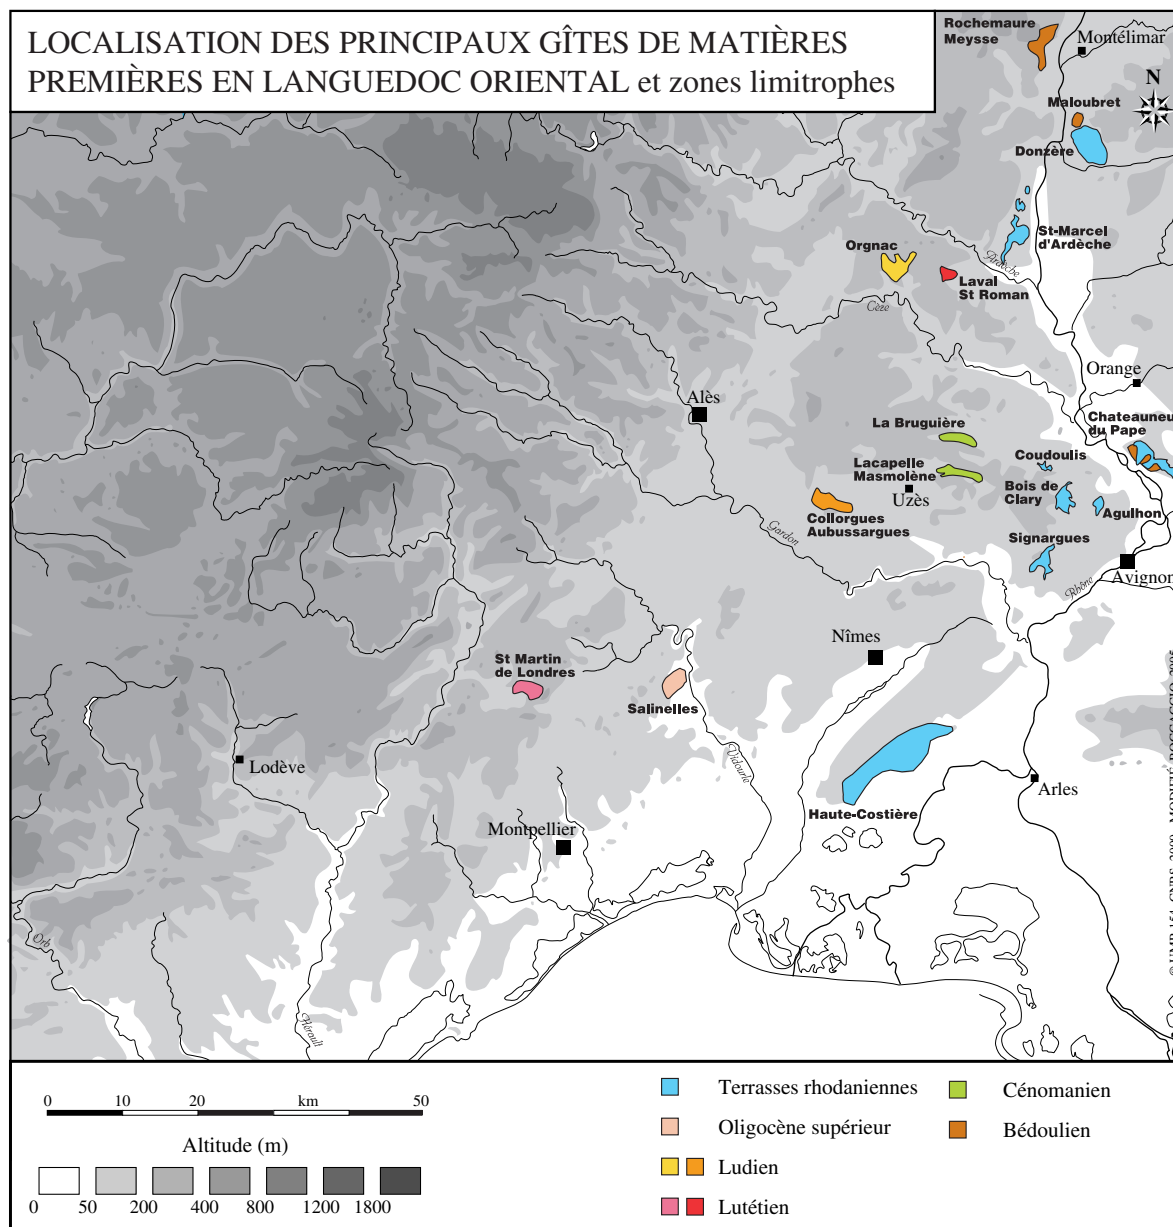 LOCALISATION DES PRINCIPAUX GÎTES DE MATIÈRES
PREMIÈRES EN LANGUEDOC ORIENTAL et zones limitrophes
Rochemaure
Meysse
Montélimar
N
Maloubret
Donzère
St-Marcel
d'Ardèche
Orgnac
Ardèche
Laval
St Roman
Cèze
Orange
Alès
Chateauneuf
du Pape
La Bruguière
Coudoulis
Lacapelle
Masmolène
Uzès
Bois de
Clary
Agulhon
Collorgues
Aubussargues
Gardon
Signargues
Avignon
Rhône
Nîmes
St Martin
de Londres
Salinelles
Vidourle
Lodève
Arles
Haute-Costière
Montpellier
Orb
Hérault
0 10 20 km 50
Altitude (m)
0 50 200 400 800 1200 1800
Terrasses rhodaniennes
Oligocène supérieur
Ludien
Lutétien
Cénomanien
Bédoulien